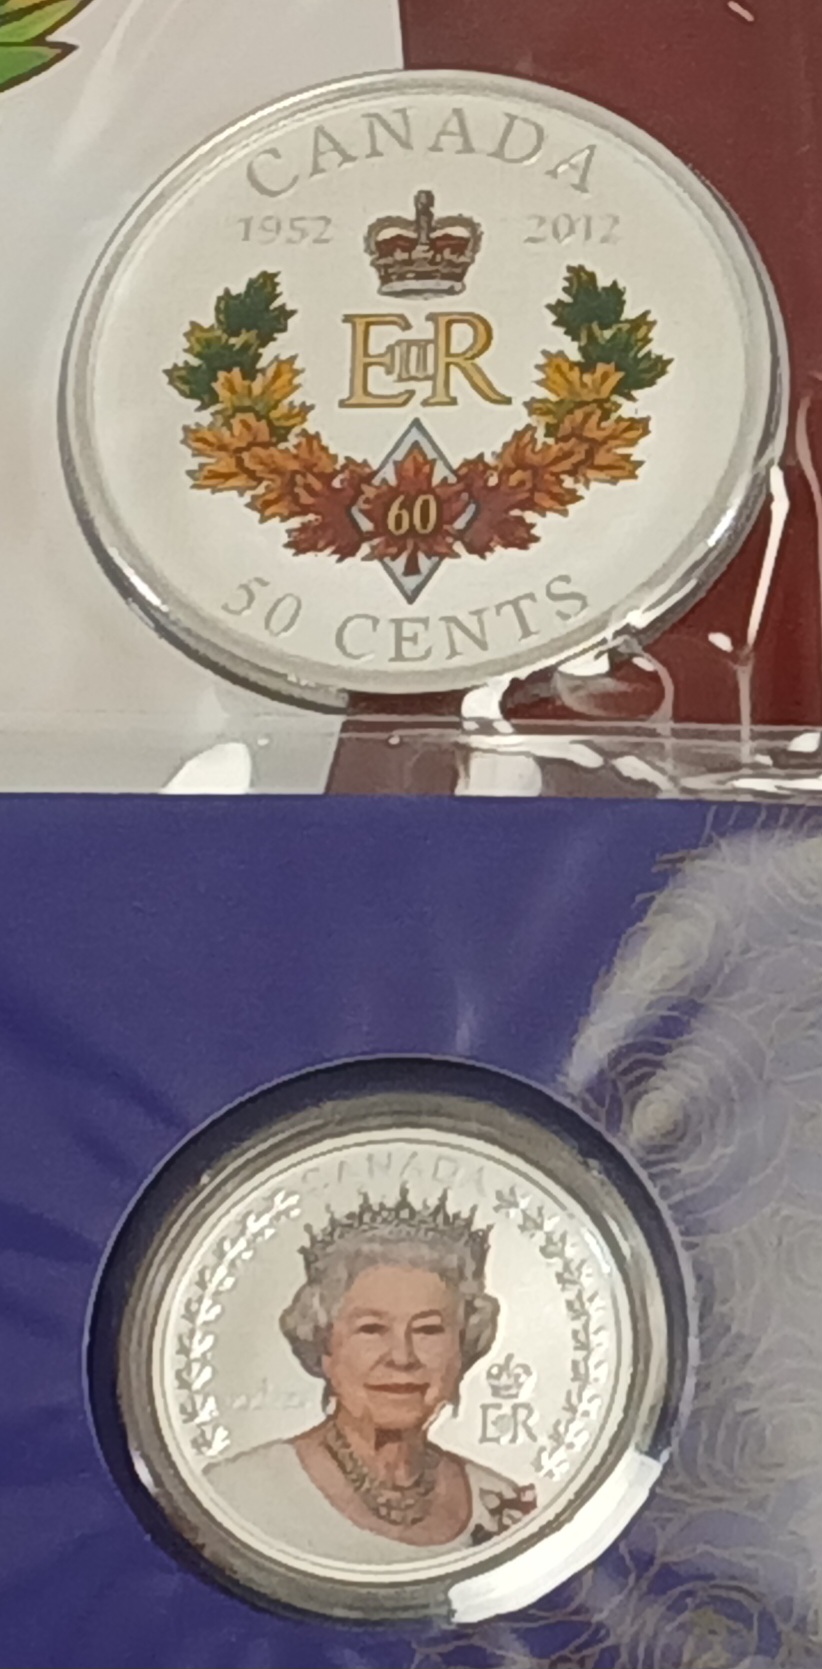 CANADA
1952 2012
EIIR
60
50 CENTS
CANADA
EIIR